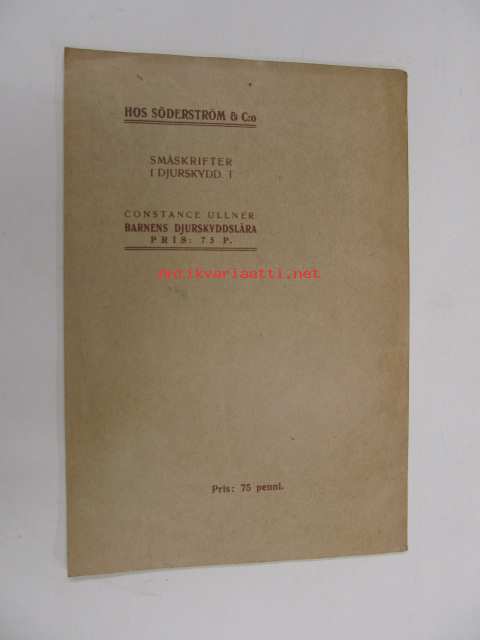 HOS SÖDERSTRÖM & C:o
SMÅSKRIFTER
I DJURSKYDD I
CONSTANCE ULLNER
BARNENS DJURSKYDDSLÄRA
PRIS: 75 P.
antikvariaatti.net
Pris: 75 penni.